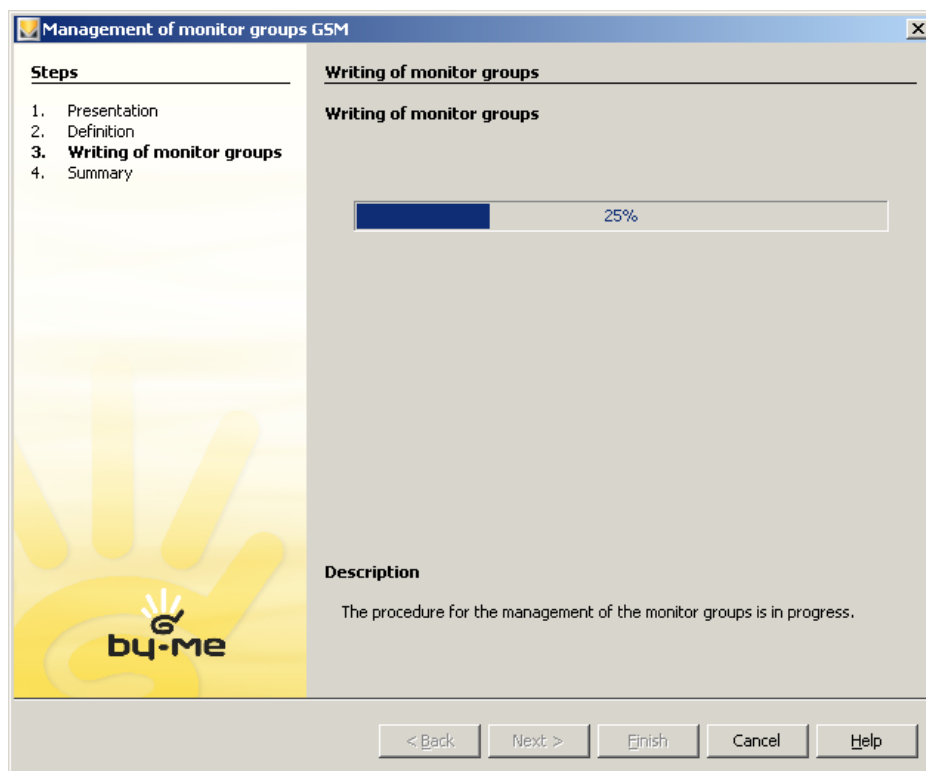 Management of monitor groups GSM
Steps
1. Presentation
2. Definition
3. Writing of monitor groups
4. Summary
Writing of monitor groups
Writing of monitor groups
25%
Description
The procedure for the management of the monitor groups is in progress.
by-me
< Back
Next >
Finish
Cancel
Help